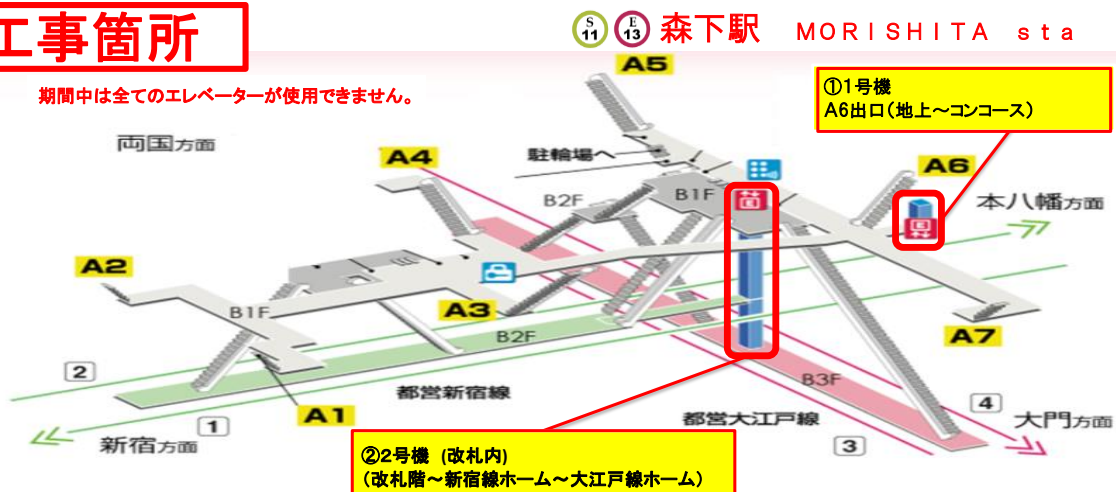 工事箇所
S 11 E 13 森下駅 MORISHITA sta
期間中は全てのエレベーターが使用できません。
A5
①1号機
A6出口(地上～コンコース)
両国方面
A4
駐輪場へ
A6
B2F
B1F
本八幡方面
A2
B1F
A3
B2F
A7
2
都営新宿線
B3F
1
A1
都営大江戸線
4
大門方面
新宿方面
3
②2号機 (改札内)
(改札階～新宿線ホーム～大江戸線ホーム)